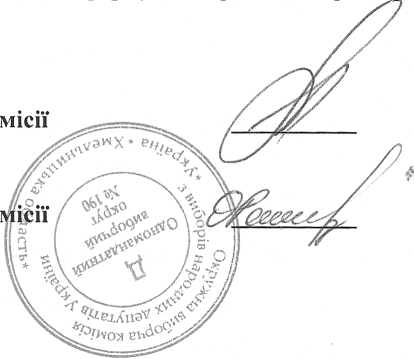 місії
місії
* Україна * Хмельницька область *
Окружна виборча комісія з виборів народних депутатів України
Одномандатний
виборчий
округ
№ 190
Д